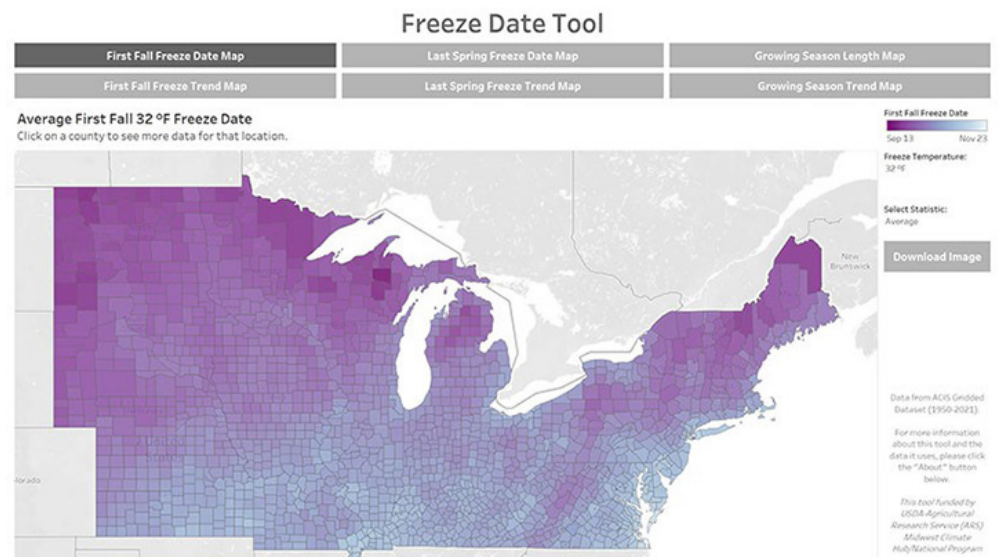 Freeze Date Tool
First Fall Freeze Date Map
Last Spring Freeze Date Map
Growing Season Length Map
First Fall Freeze Trend Map
Last Spring Freeze Trend Map
Growing Season Trend Map
Average First Fall 32 ºF Freeze Date
Click on a county to see more data for that location.
First Fall Freeze Date
Sep 13
Nov 23
Freeze Temperature:
32 ºF
Select Statistic:
Average
Download Image
New
Brunswick
Data from ACIS Gridded
Dataset (1950-2021).
For more information
about this tool and the
data it uses, please click
the "About" button
below.
This tool funded by
USDA-Agricultural
Research Service (ARS)
Midwest Climate
Hub/National Program